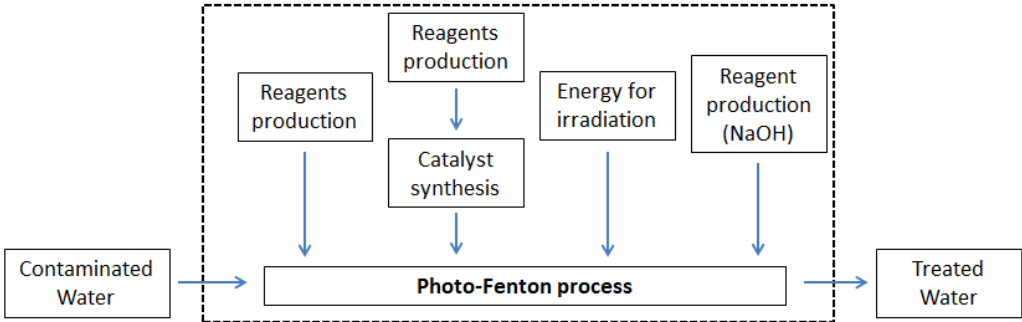 Reagents
production
Reagents
production
Energy for
irradiation
Reagent
production
(NaOH)
Catalyst
synthesis
Contaminated
Water
Photo-Fenton process
Treated
Water